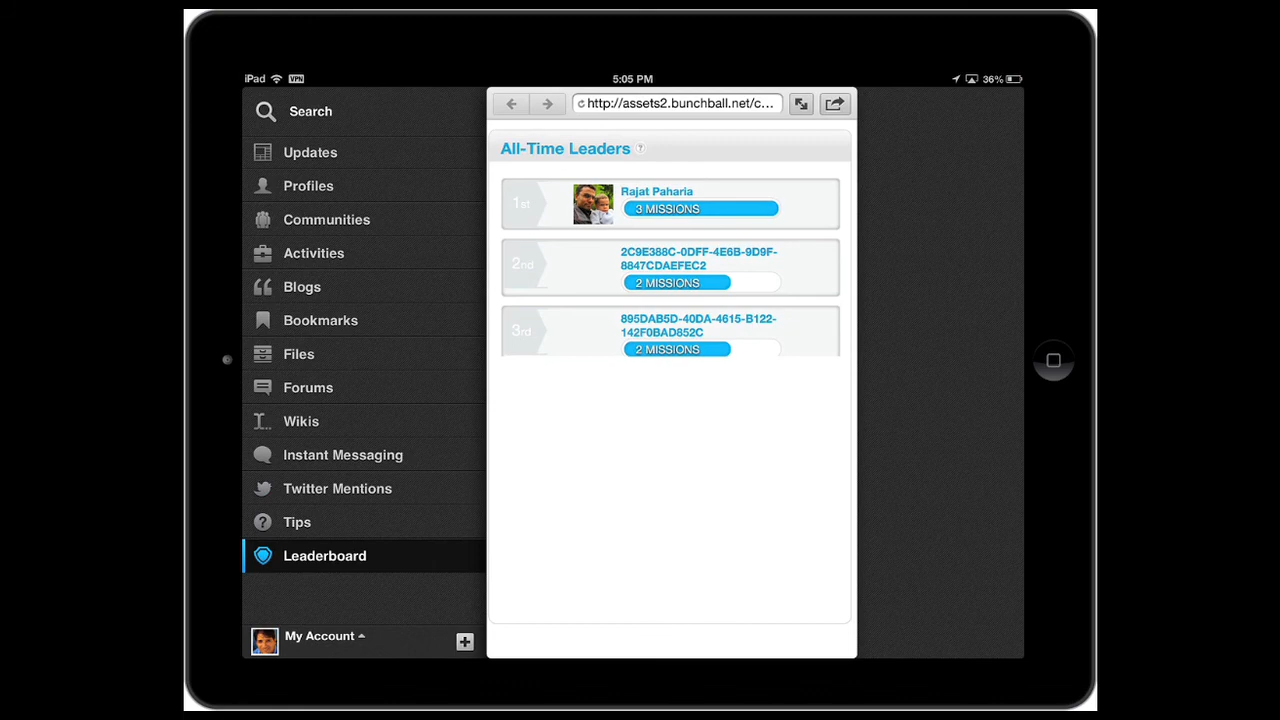 iPad VPN 5:05 PM 36%
Search
Updates
Profiles
Communities
Activities
Blogs
Bookmarks
Files
Forums
Wikis
Instant Messaging
Twitter Mentions
Tips
Leaderboard
My Account
http://assets2.bunchball.net/c...
All-Time Leaders ?
1st
Rajat Paharia
3 MISSIONS
2nd
2C9E388C-0DFF-4E6B-9D9F-
8847CDAEFEC2
2 MISSIONS
3rd
895DAB5D-40DA-4615-B122-
142F0BAD852C
2 MISSIONS